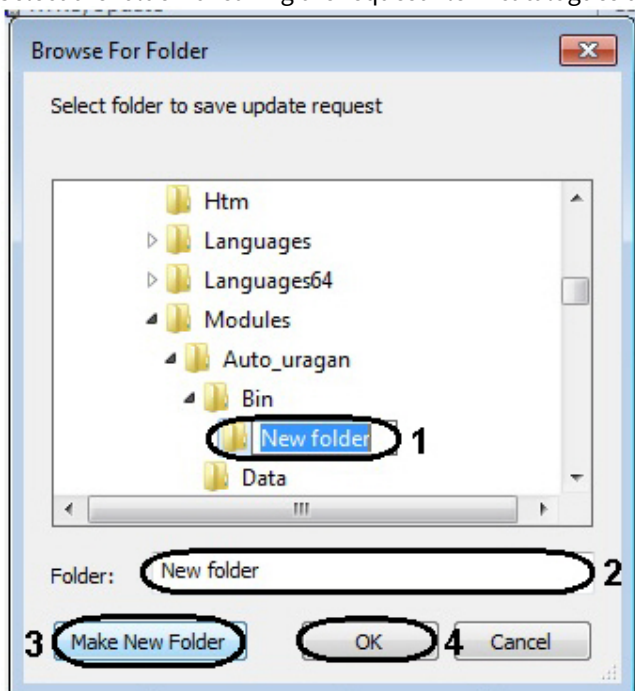 Browse For Folder
Select folder to save update request
Htm
Languages
Languages64
Modules
Auto_uragan
Bin
New folder 1
Data
Folder: New folder 2
3 Make New Folder OK 4 Cancel